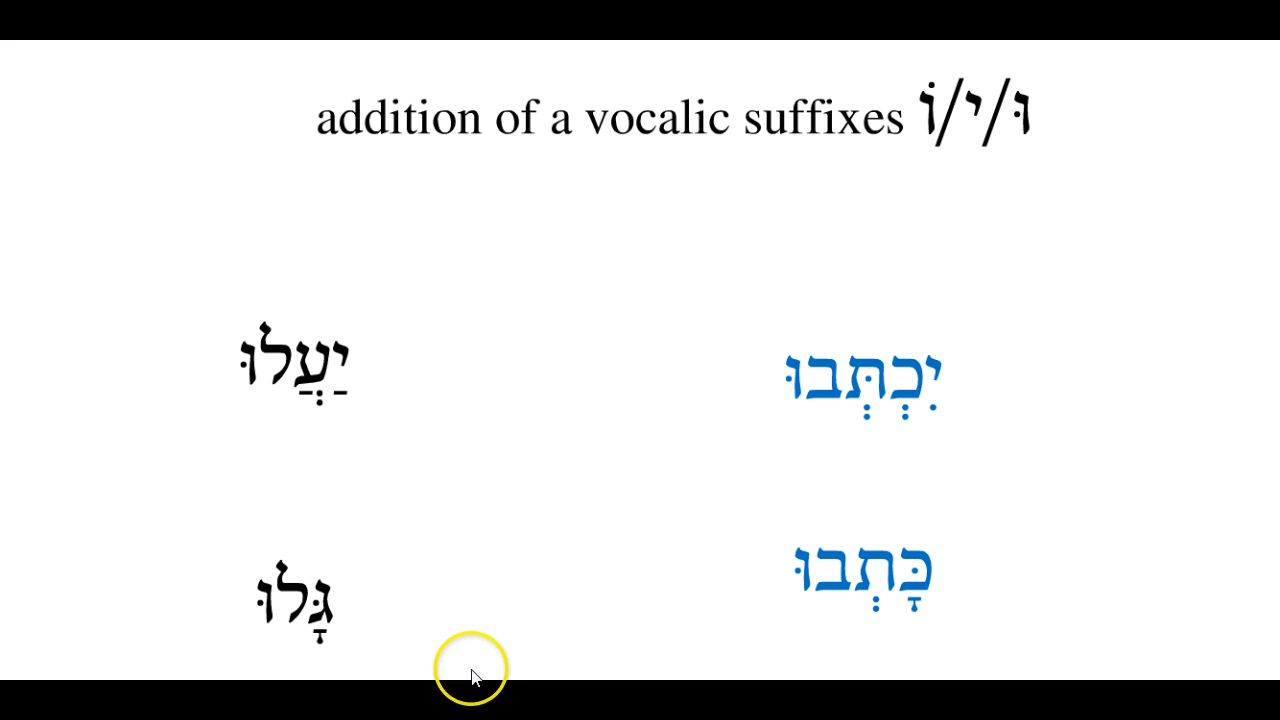 addition of a vocalic suffixes וּ/י/וֹ
יַעֲלוּ
יִכְתְּבוּ
גָּלוּ
כָּתְבוּ